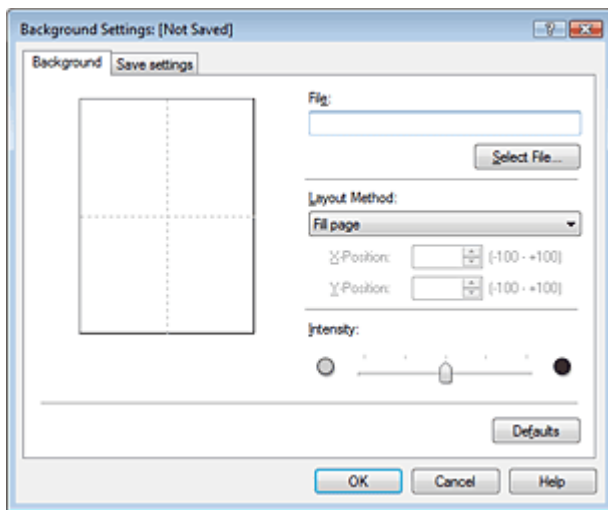 Background Settings: [Not Saved]
Background
Save settings
File:
Select File...
Layout Method:
Fill page
X-Position:
(-100 - +100)
Y-Position:
(-100 - +100)
Intensity:
Defaults
OK
Cancel
Help